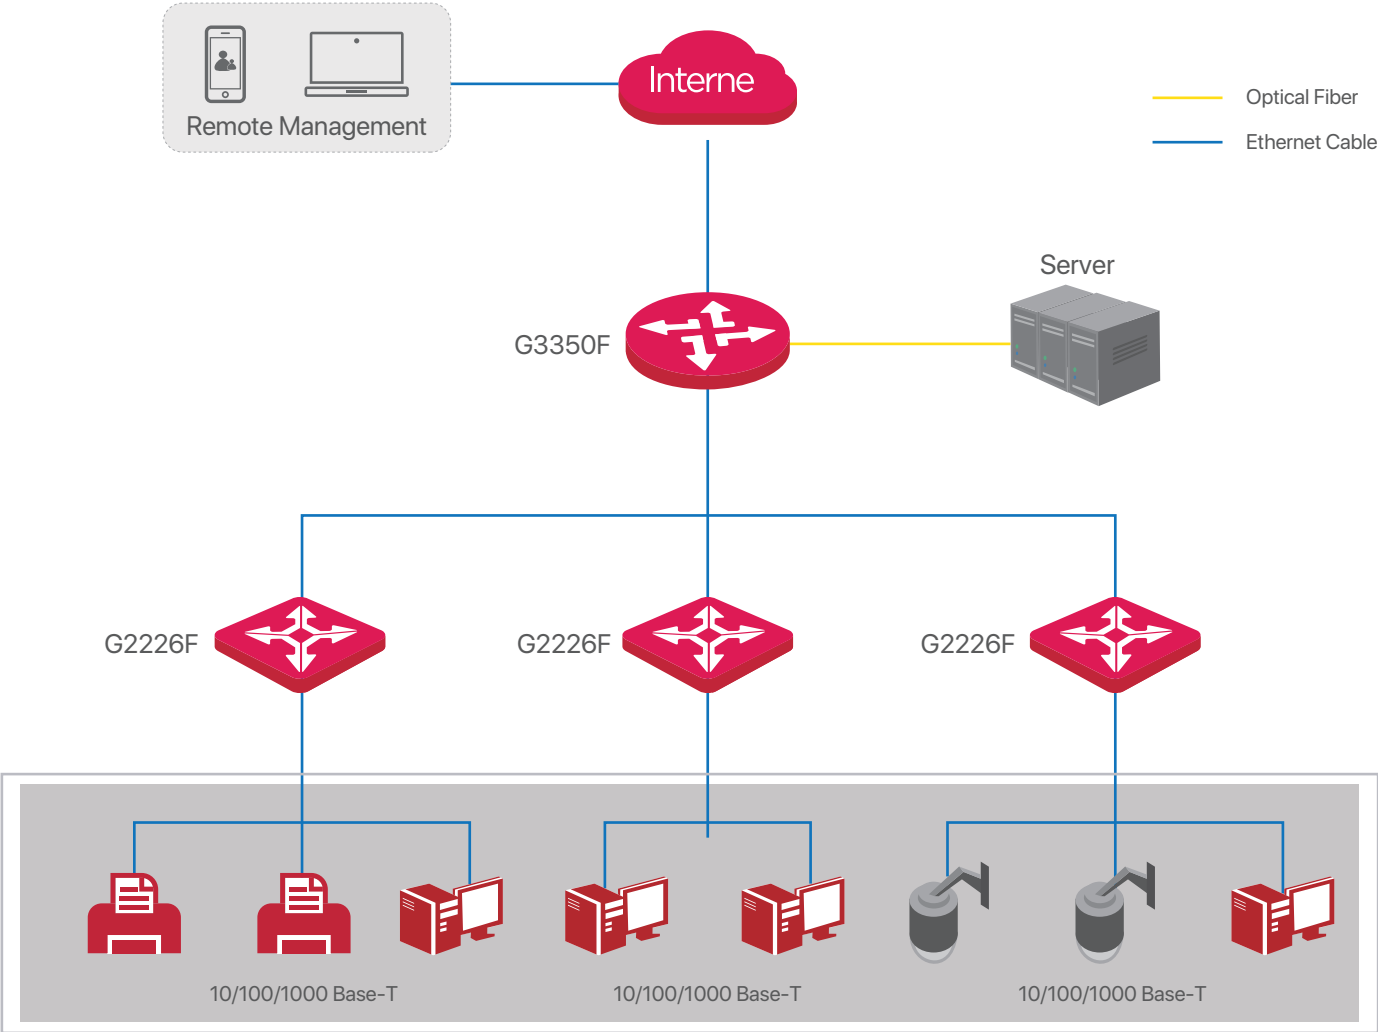 Interne
Remote Management
Optical Fiber
Ethernet Cable
Server
G3350F
G2226F
G2226F
G2226F
10/100/1000 Base-T
10/100/1000 Base-T
10/100/1000 Base-T